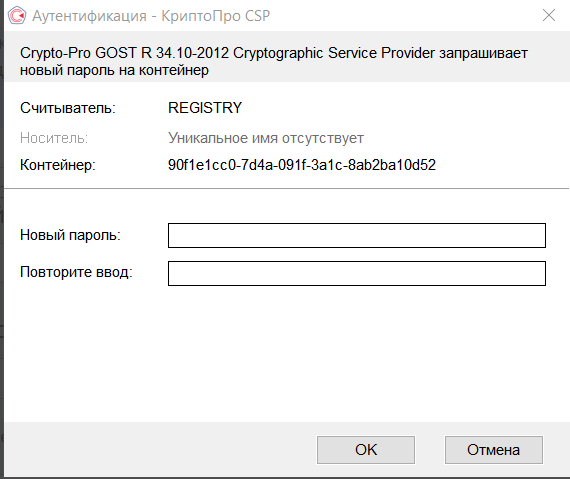 Аутентификация - КриптоПро CSP
Crypto-Pro GOST R 34.10-2012 Cryptographic Service Provider запрашивает
новый пароль на контейнер
Считыватель: REGISTRY
Носитель: Уникальное имя отсутствует
Контейнер: 90f1e1cc0-7d4a-091f-3a1c-8ab2ba10d52
Новый пароль:
Повторите ввод:
OK Отмена